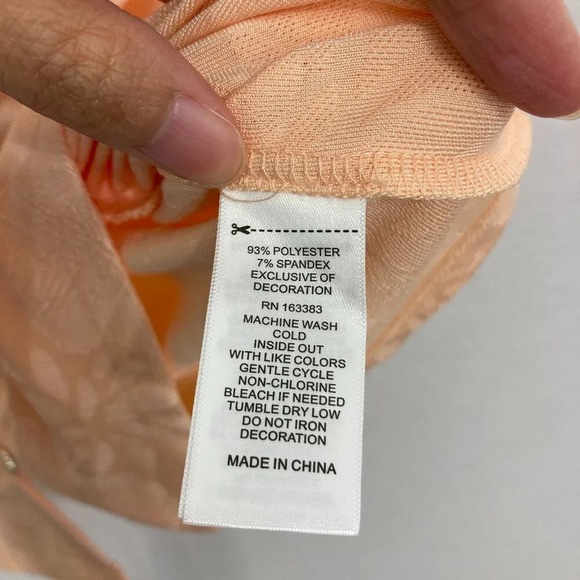 93% POLYESTER
7% SPANDEX
EXCLUSIVE OF
DECORATION
RN 163383
MACHINE WASH
COLD
INSIDE OUT
WITH LIKE COLORS
GENTLE CYCLE
NON-CHLORINE
BLEACH IF NEEDED
TUMBLE DRY LOW
DO NOT IRON
DECORATION
MADE IN CHINA